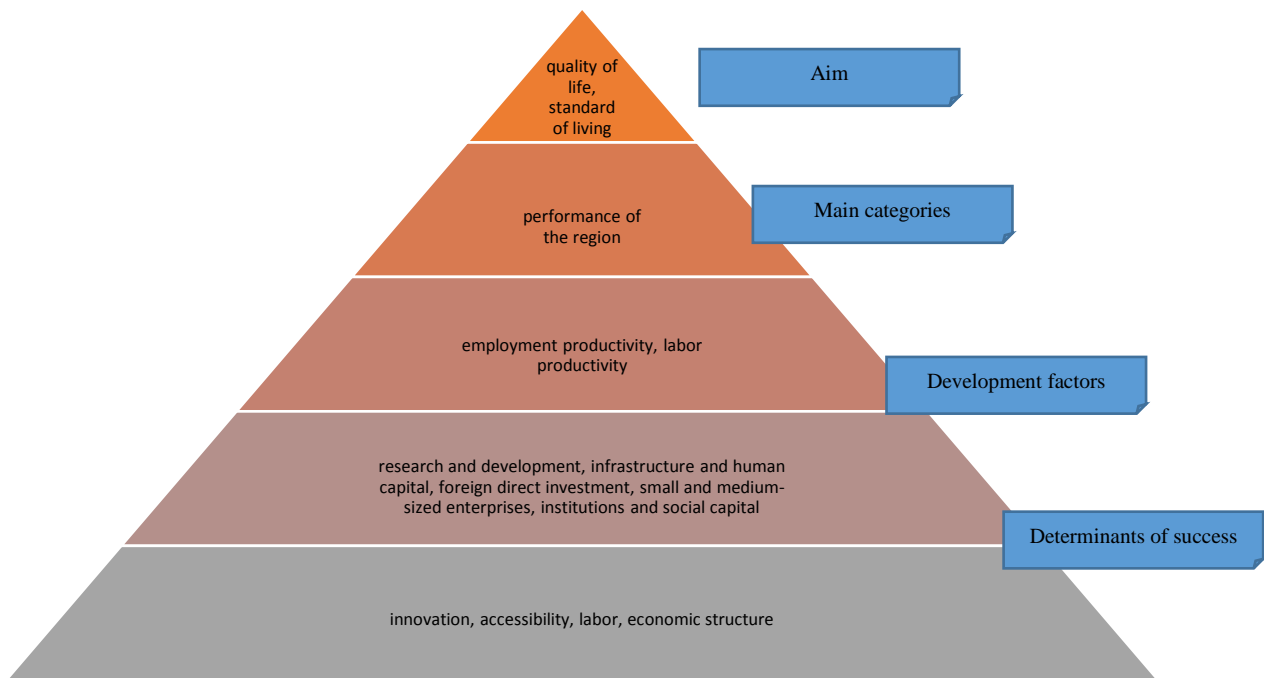 quality of
life,
standard
of living
Aim
performance of
the region
Main categories
employment productivity, labor
productivity
Development factors
research and development, infrastructure and human
capital, foreign direct investment, small and medium-
sized enterprises, institutions and social capital
Determinants of success
innovation, accessibility, labor, economic structure